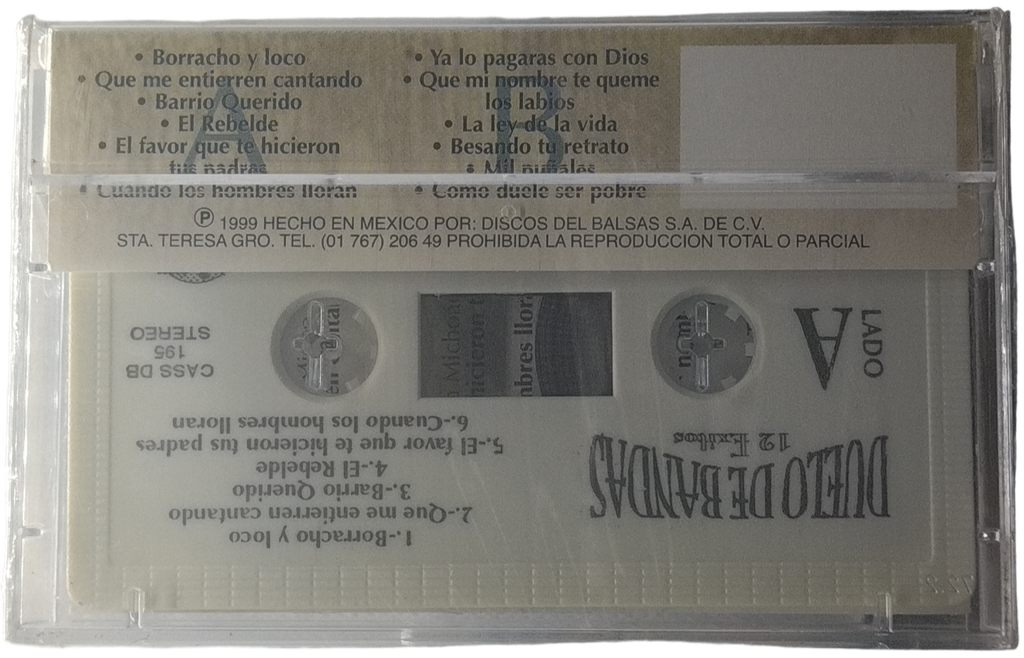 • Borracho y loco
• Que me entierren cantando
• Barrio Querido
• El Rebelde
• El favor que te hicieron
tus padres
• Cuando los hombres lloran
A
• Ya lo pagaras con Dios
• Que mi nombre te queme
los labios
• La ley de la vida
• Besando tu retrato
• Mil puñales
• Como duele ser pobre
B
℗ 1999 HECHO EN MEXICO POR: DISCOS DEL BALSAS S.A. DE C.V.
STA. TERESA GRO. TEL. (01 767) 206 49 PROHIBIDA LA REPRODUCCION TOTAL O PARCIAL
LADO
A
CASS DB
195
STEREO
DUELO DE BANDAS
12 Exitos
1.-Borracho y loco
2.-Que me entierren cantando
3.-Barrio Querido
4.-El Rebelde
5.-El favor que te hicieron tus padres
6.-Cuando los hombres lloran